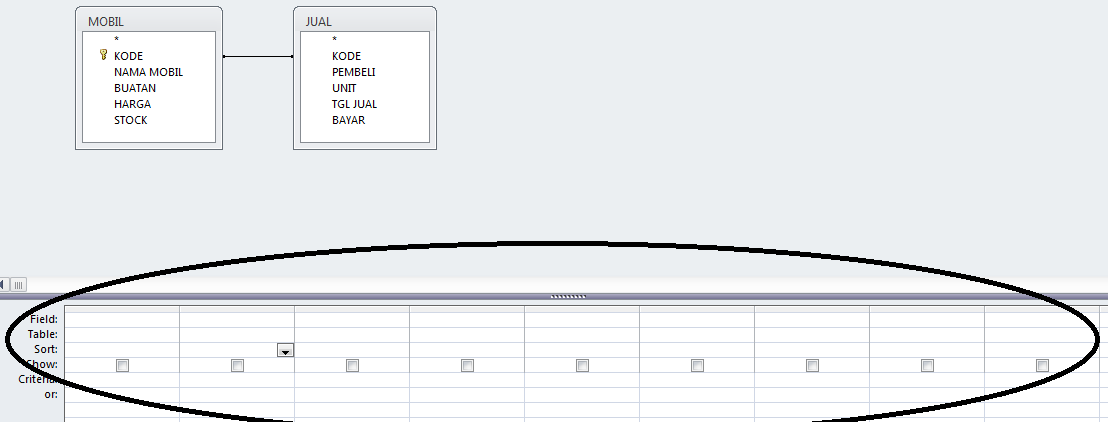 MOBIL
*
KODE
NAMA MOBIL
BUATAN
HARGA
STOCK
JUAL
*
KODE
PEMBELI
UNIT
TGL JUAL
BAYAR
Field:
Table:
Sort:
Show:
Criteria:
or: